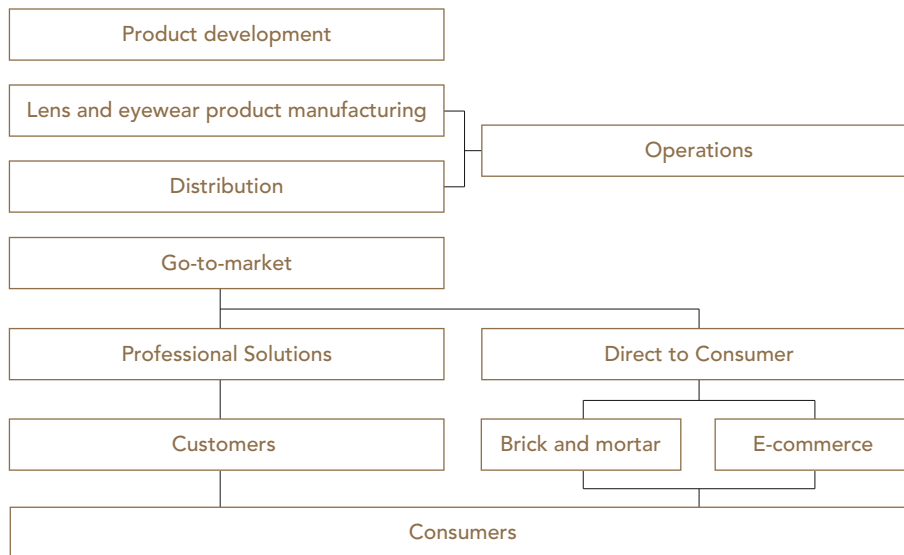 Product development
Lens and eyewear product manufacturing
Operations
Distribution
Go-to-market
Professional Solutions
Direct to Consumer
Customers
Brick and mortar
E-commerce
Consumers